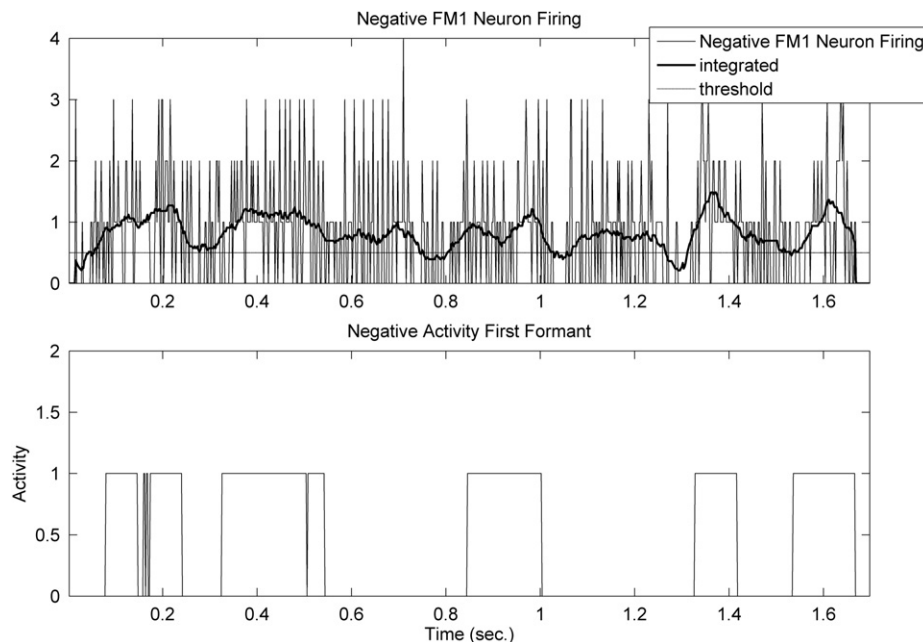 Negative FM1 Neuron Firing
Negative FM1 Neuron Firing
integrated
threshold
4
3
2
1
0
0.2 0.4 0.6 0.8 1 1.2 1.4 1.6
Negative Activity First Formant
2
1.5
1
0.5
0
Activity
0.2 0.4 0.6 0.8 1 1.2 1.4 1.6
Time (sec.)